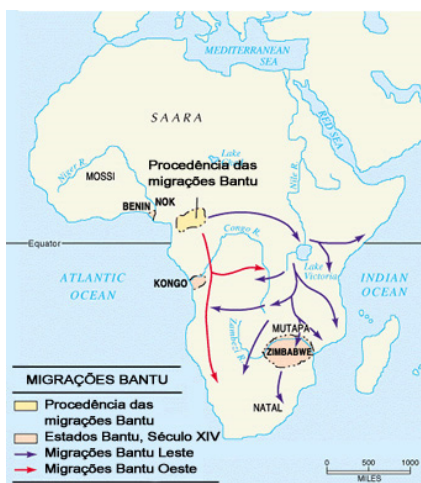 MEDITERRANEAN
SEA
RED SEA
SAARA
Lake
Nile R.
Niger R.
Procedência das
migrações Bantu
MOSSI
BENIN
NOK
Equator
Congo R.
Lake
Victoria
ATLANTIC
OCEAN
KONGO
INDIAN
OCEAN
Zambezi R.
MUTAPA
ZIMBABWE
NATAL
MIGRAÇÕES BANTU
Procedência das
migrações Bantu
Estados Bantu, Século XIV
Migrações Bantu Leste
Migrações Bantu Oeste
0 500 1000
MILES